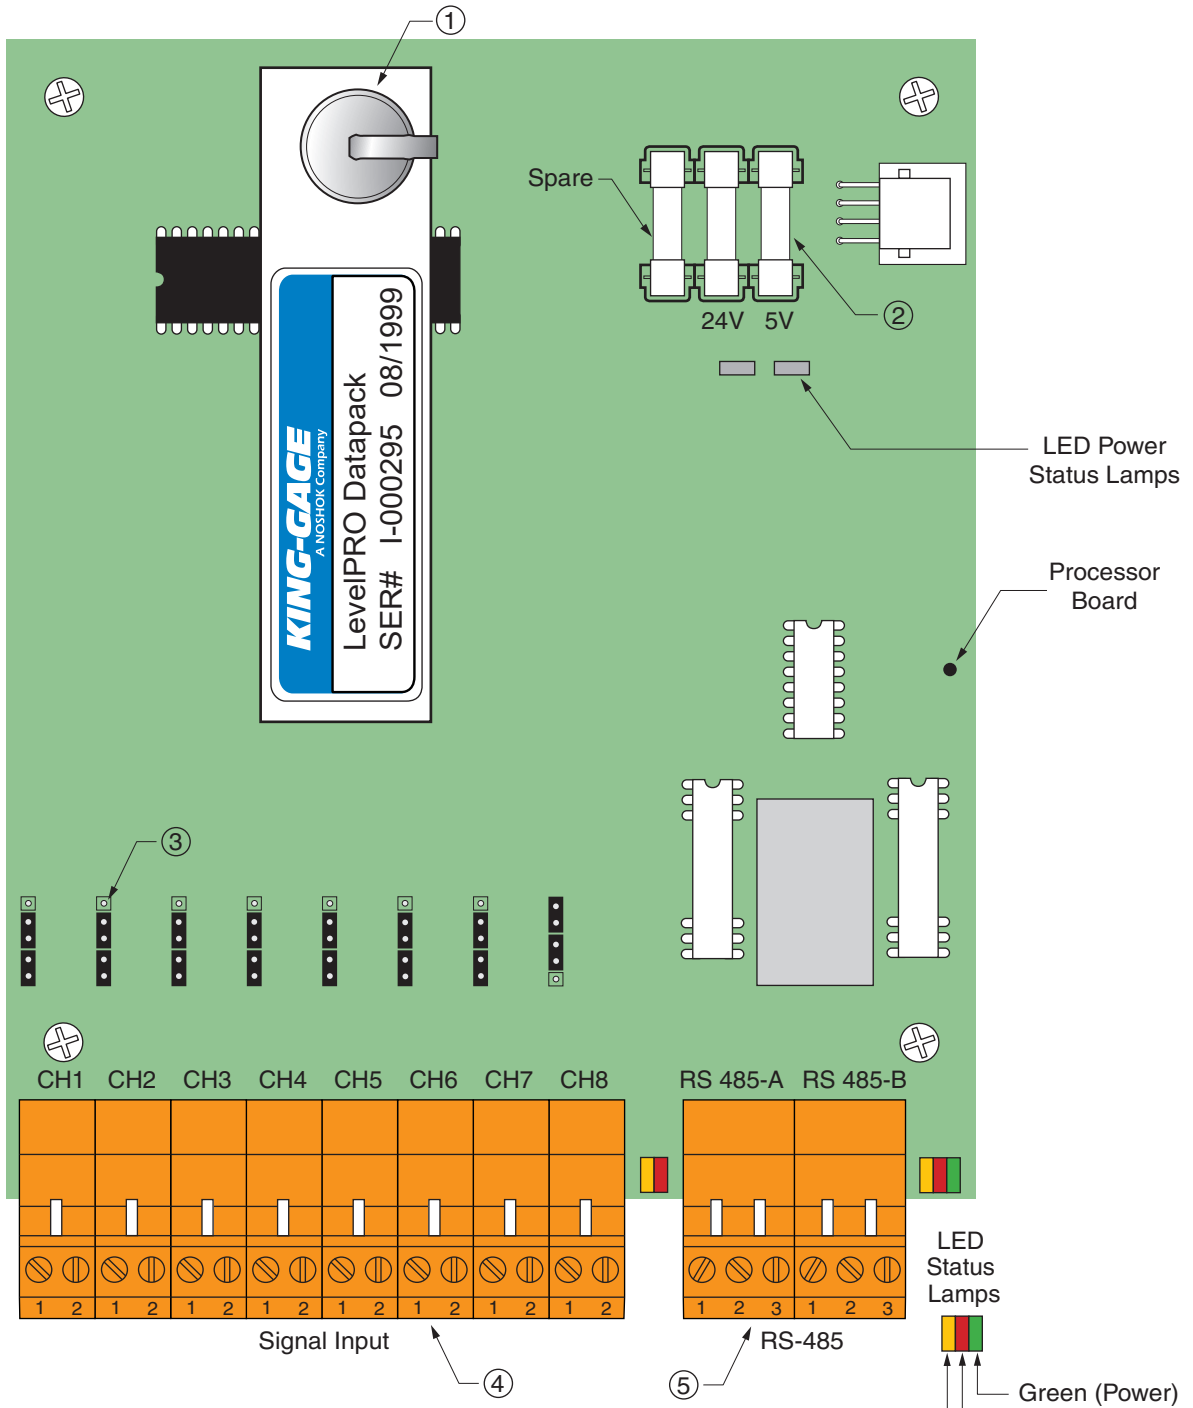 1
Spare
24V 5V
2
LED Power
Status Lamps
KING-GAGE
A NOSHOK Company
LevelPRO Datapack
SER# I-000295 08/1999
Processor
Board
3
CH1 CH2 CH3 CH4 CH5 CH6 CH7 CH8
RS 485-A RS 485-B
1 2 1 2 1 2 1 2 1 2 1 2 1 2 1 2
1 2 3 1 2 3
Signal Input
RS-485
4
5
LED
Status
Lamps
Green (Power)